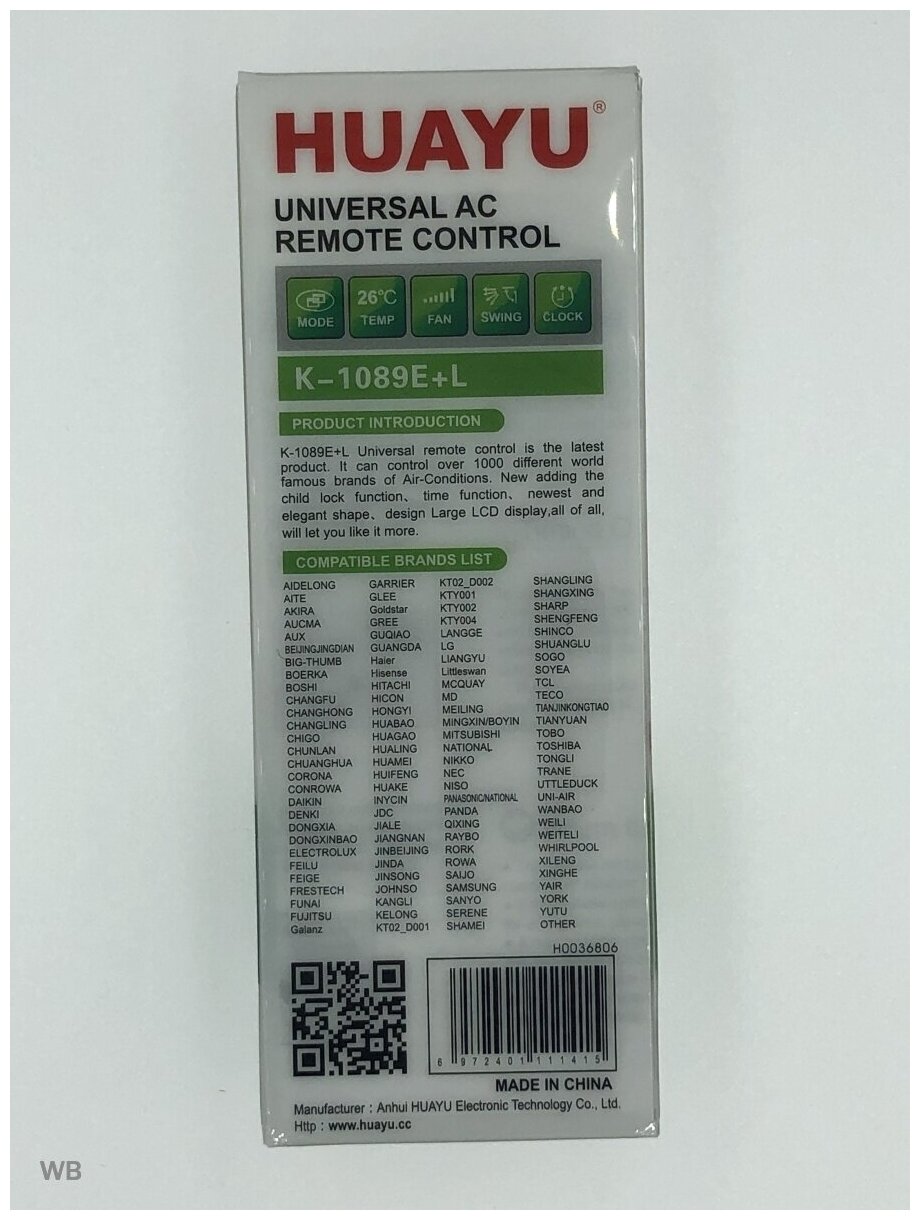 HUAYU®
UNIVERSAL AC
REMOTE CONTROL
MODE
26°C
TEMP
FAN
SWING
CLOCK
K-1089E+L
PRODUCT INTRODUCTION
K-1089E+L Universal remote control is the latest
product. It can control over 1000 different world
famous brands of Air-Conditions. New adding the
child lock function、 time function、 newest and
elegant shape、design Large LCD display,all of all,
will let you like it more.
COMPATIBLE BRANDS LIST
AIDELONG
AITE
AKIRA
AUCMA
AUX
BEIJINGJINGDIAN
BIG-THUMB
BOERKA
BOSHI
CHANGFU
CHANGHONG
CHANGLING
CHIGO
CHUNLAN
CHUANGHUA
CORONA
CONROWA
DAIKIN
DENKI
DONGXIA
DONGXINBAO
ELECTROLUX
FEILU
FEIGE
FRESTECH
FUNAI
FUJITSU
Galanz
GARRIER
GLEE
Goldstar
GREE
GUQIAO
GUANGDA
Haier
Hisense
HITACHI
HICON
HONGYI
HUABAO
HUAGAO
HUALING
HUAMEI
HUIFENG
HUAKE
INYCIN
JDC
JIALE
JIANGNAN
JINBEIJING
JINDA
JINSONG
JOHNSO
KANGLI
KELONG
KT02_D001
KT02_D002
KTY001
KTY002
KTY004
LANGGE
LG
LIANGYU
Littleswan
MCQUAY
MD
MEILING
MINGXIN/BOYIN
MITSUBISHI
NATIONAL
NIKKO
NEC
NISO
PANASONIC/NATIONAL
PANDA
QIXING
RAYBO
RORK
ROWA
SAIJO
SAMSUNG
SANYO
SERENE
SHAMEI
SHANGLING
SHANGXING
SHARP
SHENGFENG
SHINCO
SHUANGLU
SOGO
SOYEA
TCL
TECO
TIANJINKONGTIAO
TIANYUAN
TOBO
TOSHIBA
TONGLI
TRANE
UTTLEDUCK
UNI-AIR
WANBAO
WEILI
WEITELI
WHIRLPOOL
XILENG
XINGHE
YAIR
YORK
YUTU
OTHER
H0036806
6 972401 111415
MADE IN CHINA
Manufacturer : Anhui HUAYU Electronic Technology Co., Ltd.
Http : www.huayu.cc
WB